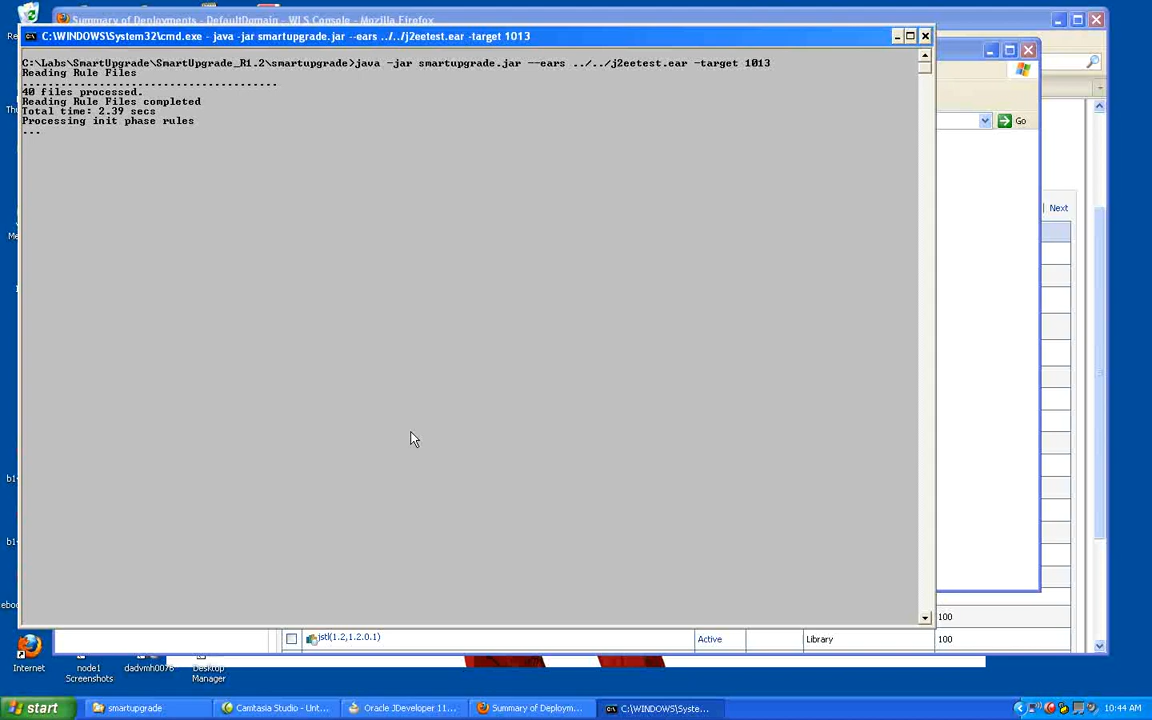 Summary of Deployments - DefaultDomain - WLS Console - Mozilla Firefox
C:\WINDOWS\System32\cmd.exe - java -jar smartupgrade.jar --ears ../../j2eetest.ear -target 1013
C:\Labs\SmartUpgrade\SmartUpgrade_R1.2\smartupgrade>java -jar smartupgrade.jar --ears ../../j2eetest.ear -target 1013
Reading Rule Files
........................................
40 files processed.
Reading Rule Files completed
Total time: 2.39 secs
Processing init phase rules
...
Go
Next
100
jstl(1.2,1.2.0.1)
Active
Library
100
Internet
node1
Screenshots
dadvmh0076
Desktop
Manager
start
smartupgrade
Camtasia Studio - Unt...
Oracle JDeveloper 11...
Summary of Deploym...
C:\WINDOWS\Syste...
10:44 AM